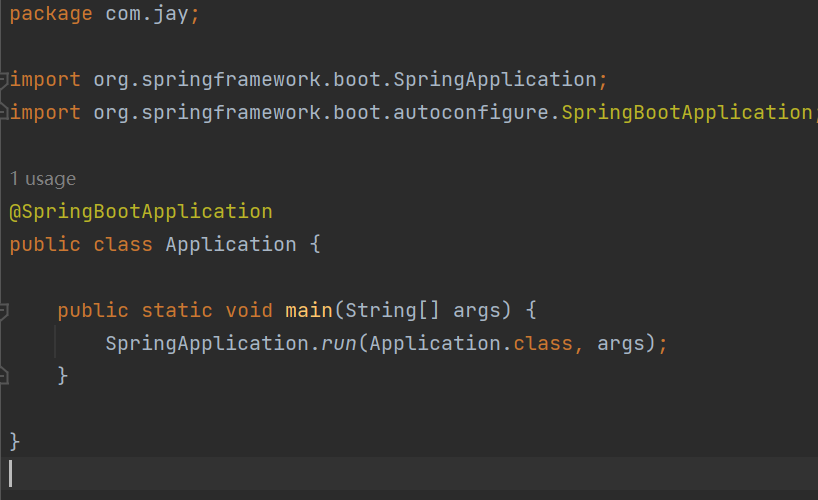 package com.jay;
import org.springframework.boot.SpringApplication;
import org.springframework.boot.autoconfigure.SpringBootApplication;
1 usage
@SpringBootApplication
public class Application {
    public static void main(String[] args) {
        SpringApplication.run(Application.class, args);
    }
}